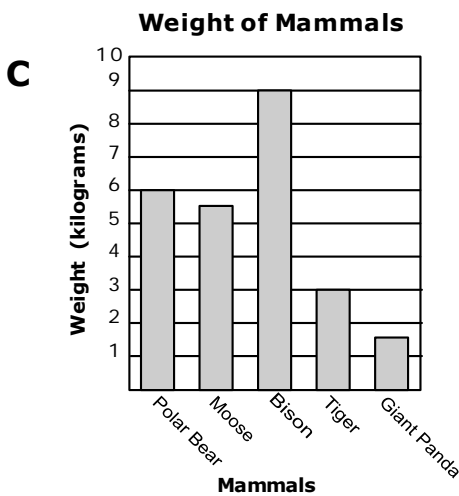 Weight of Mammals
C
10
9
8
7
6
5
4
3
2
1
Weight (kilograms)
Polar Bear
Moose
Bison
Tiger
Giant Panda
Mammals